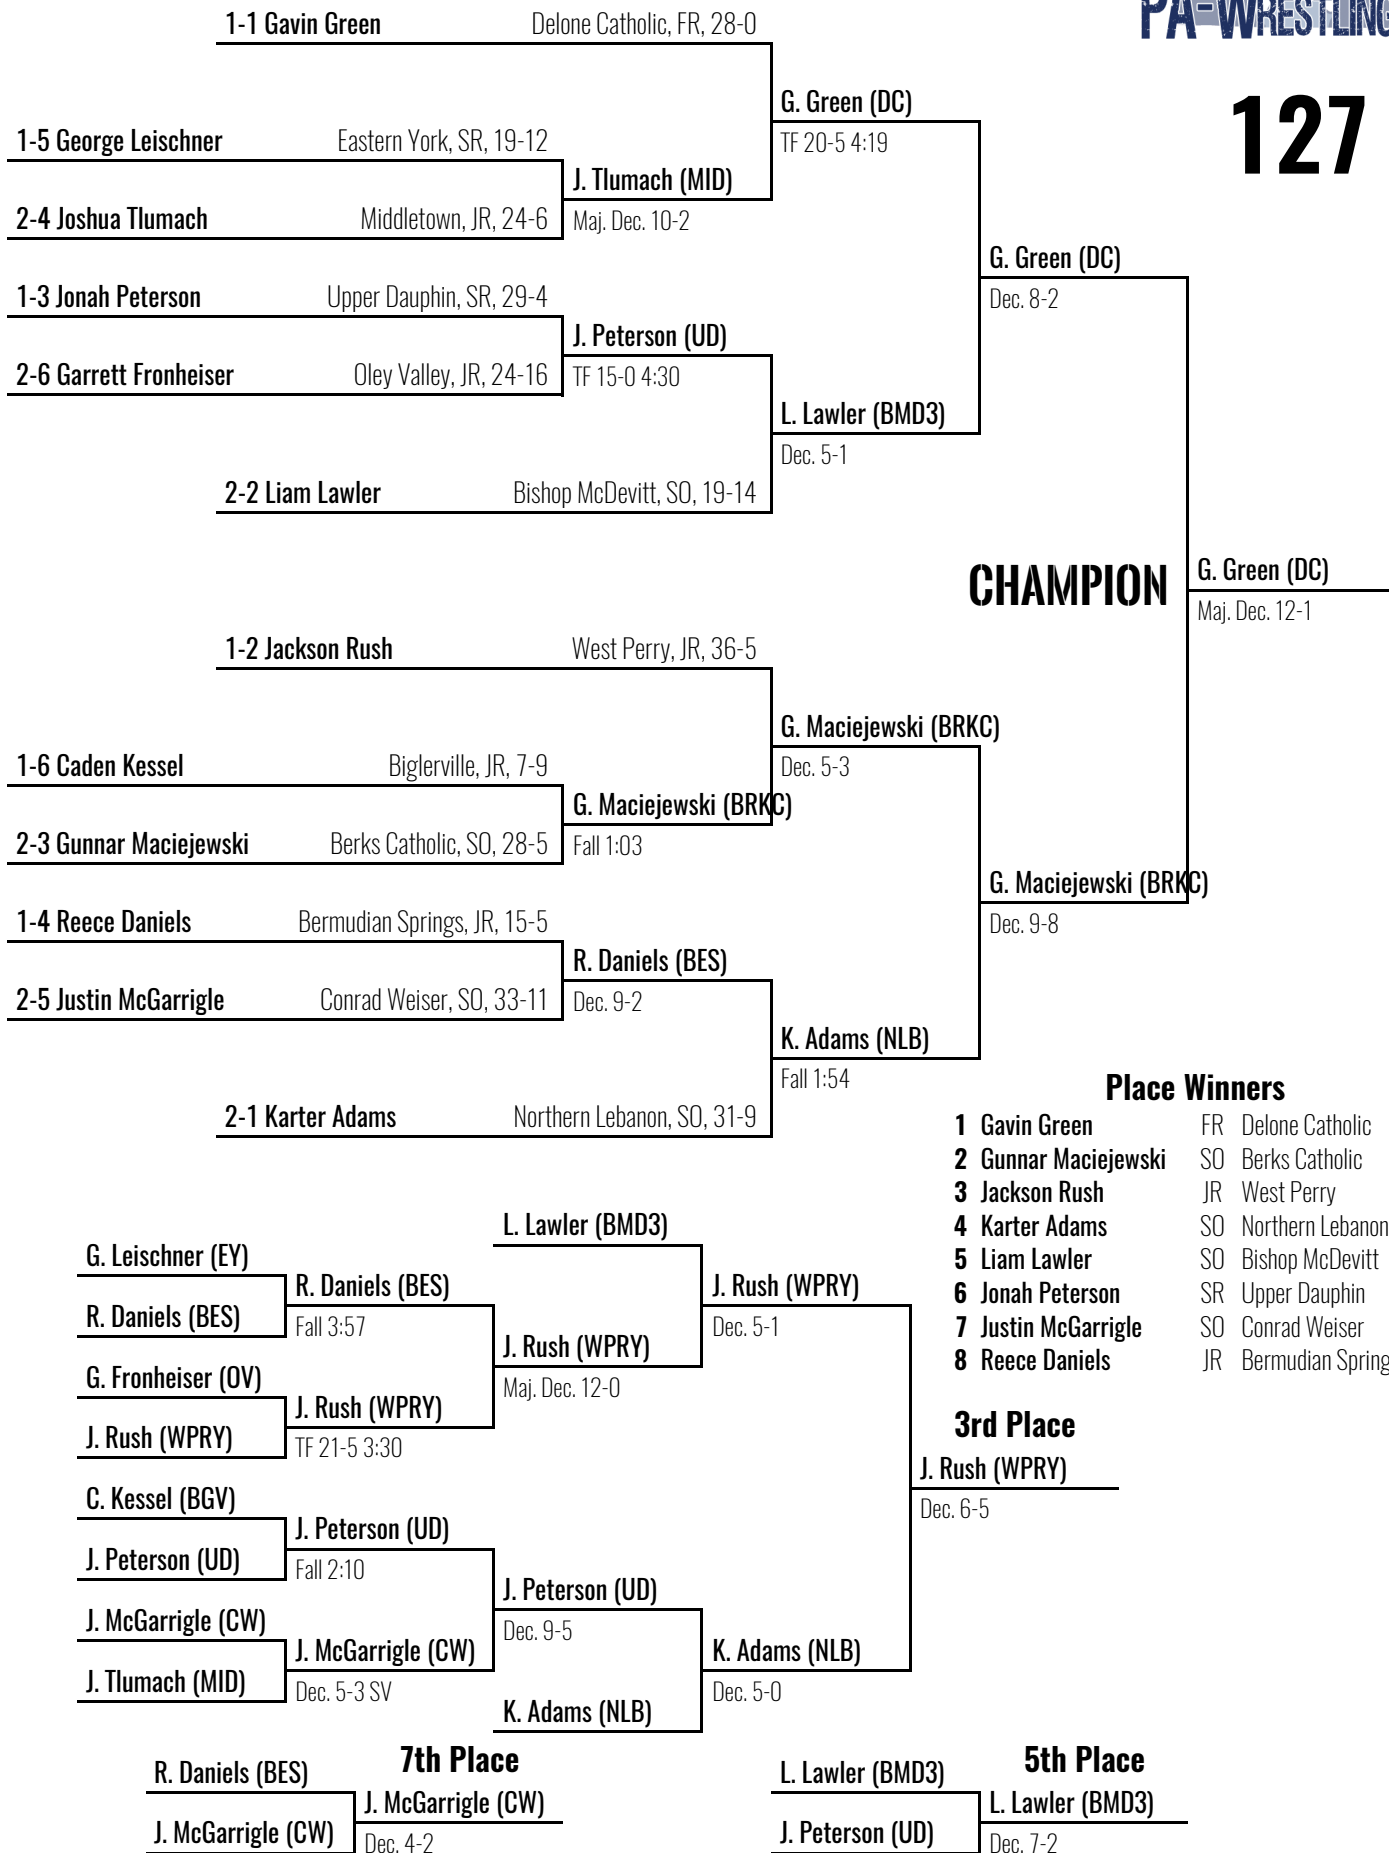 PA-WRESTLING
127
1-1 Gavin Green Delone Catholic, FR, 28-0
G. Green (DC)
TF 20-5 4:19
1-5 George Leischner Eastern York, SR, 19-12
J. Tlumach (MID)
Maj. Dec. 10-2
2-4 Joshua Tlumach Middletown, JR, 24-6
G. Green (DC)
Dec. 8-2
1-3 Jonah Peterson Upper Dauphin, SR, 29-4
J. Peterson (UD)
TF 15-0 4:30
2-6 Garrett Fronheiser Oley Valley, JR, 24-16
L. Lawler (BMD3)
Dec. 5-1
2-2 Liam Lawler Bishop McDevitt, SO, 19-14
CHAMPION
G. Green (DC)
Maj. Dec. 12-1
1-2 Jackson Rush West Perry, JR, 36-5
G. Maciejewski (BRKC)
Dec. 5-3
1-6 Caden Kessel Biglerville, JR, 7-9
G. Maciejewski (BRKC)
Fall 1:03
2-3 Gunnar Maciejewski Berks Catholic, SO, 28-5
G. Maciejewski (BRKC)
Dec. 9-8
1-4 Reece Daniels Bermudian Springs, JR, 15-5
R. Daniels (BES)
Dec. 9-2
2-5 Justin McGarrigle Conrad Weiser, SO, 33-11
K. Adams (NLB)
Fall 1:54
2-1 Karter Adams Northern Lebanon, SO, 31-9
Place Winners
1 Gavin Green FR Delone Catholic
2 Gunnar Maciejewski SO Berks Catholic
3 Jackson Rush JR West Perry
4 Karter Adams SO Northern Lebanon
5 Liam Lawler SO Bishop McDevitt
6 Jonah Peterson SR Upper Dauphin
7 Justin McGarrigle SO Conrad Weiser
8 Reece Daniels JR Bermudian Spring
L. Lawler (BMD3)
G. Leischner (EY)
R. Daniels (BES)
Fall 3:57
R. Daniels (BES)
J. Rush (WPRY)
Dec. 5-1
J. Rush (WPRY)
Maj. Dec. 12-0
G. Fronheiser (OV)
J. Rush (WPRY)
TF 21-5 3:30
J. Rush (WPRY)
3rd Place
J. Rush (WPRY)
Dec. 6-5
C. Kessel (BGV)
J. Peterson (UD)
Fall 2:10
J. Peterson (UD)
J. Peterson (UD)
Dec. 9-5
J. McGarrigle (CW)
J. McGarrigle (CW)
Dec. 5-3 SV
J. Tlumach (MID)
K. Adams (NLB)
Dec. 5-0
K. Adams (NLB)
7th Place
R. Daniels (BES)
J. McGarrigle (CW)
Dec. 4-2
J. McGarrigle (CW)
5th Place
L. Lawler (BMD3)
L. Lawler (BMD3)
Dec. 7-2
J. Peterson (UD)